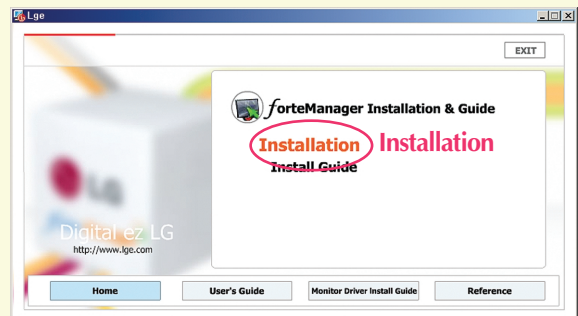 Lge
EXIT
forteManager Installation & Guide
Installation Installation
Install Guide
LG
Digital ez LG
http://www.lge.com
Home User's Guide Monitor Driver Install Guide Reference